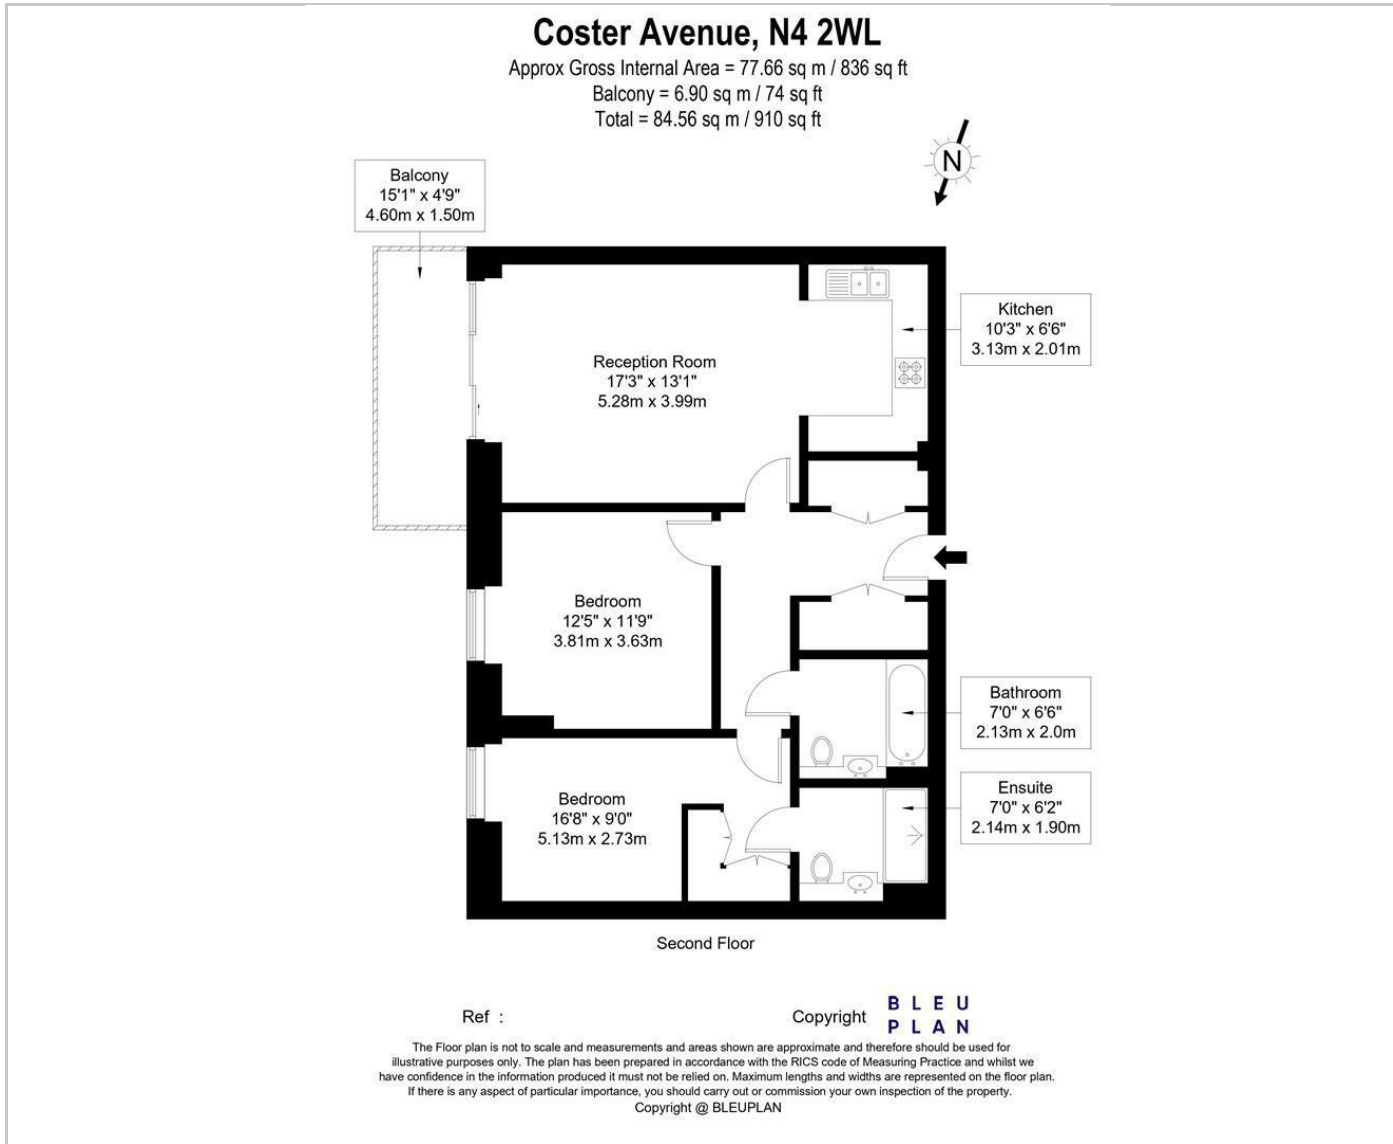 Coster Avenue, N4 2WL
Approx Gross Internal Area = 77.66 sq m / 836 sq ft
Balcony = 6.90 sq m / 74 sq ft
Total = 84.56 sq m / 910 sq ft
N
Balcony
15'1" x 4'9"
4.60m x 1.50m
Kitchen
10'3" x 6'6"
3.13m x 2.01m
Reception Room
17'3" x 13'1"
5.28m x 3.99m
Bedroom
12'5" x 11'9"
3.81m x 3.63m
Bathroom
7'0" x 6'6"
2.13m x 2.0m
Ensuite
7'0" x 6'2"
2.14m x 1.90m
Bedroom
16'8" x 9'0"
5.13m x 2.73m
Second Floor
Ref :
Copyright
BLEU
PLAN
The Floor plan is not to scale and measurements and areas shown are approximate and therefore should be used for
illustrative purposes only. The plan has been prepared in accordance with the RICS code of Measuring Practice and whilst we
have confidence in the information produced it must not be relied on. Maximum lengths and widths are represented on the floor plan.
If there is any aspect of particular importance, you should carry out or commission your own inspection of the property.
Copyright @ BLEUPLAN